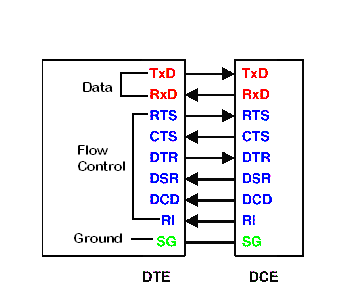 TxD TxD
Data
RxD RxD
RTS RTS
CTS CTS
Flow
Control
DTR DTR
DSR DSR
DCD DCD
RI RI
Ground SG SG
DTE DCE